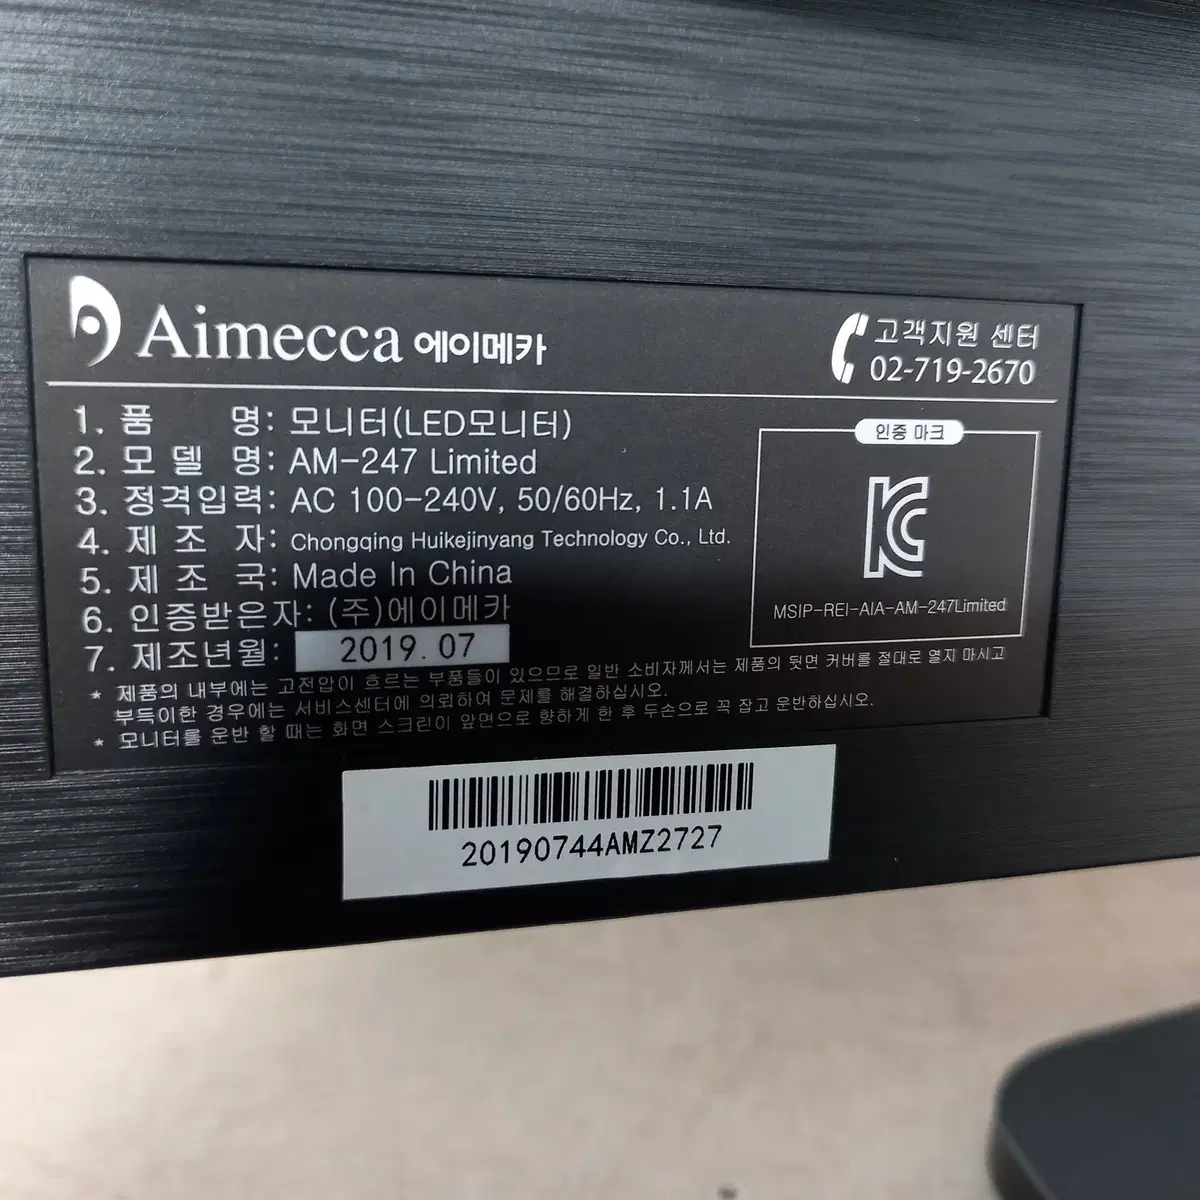 Aimecca 에이메카
고객지원 센터
02-719-2670
1. 품 명: 모니터(LED모니터)
2. 모 델 명: AM-247 Limited
3. 정격입력: AC 100-240V, 50/60Hz, 1.1A
4. 제 조 자: Chongqing Huikejinyang Technology Co., Ltd.
5. 제 조 국: Made In China
6. 인증받은자: (주)에이메카
7. 제조년월: 2019. 07
인증 마크
KC
MSIP-REI-AIA-AM-247Limited
* 제품의 내부에는 고전압이 흐르는 부품들이 있으므로 일반 소비자께서는 제품의 뒷면 커버를 절대로 열지 마시고
부득이한 경우에는 서비스센터에 의뢰하여 문제를 해결하십시오.
* 모니터를 운반 할 때는 화면 스크린이 앞면으로 향하게 한 후 두손으로 꼭 잡고 운반하십시오.
20190744AMZ2727